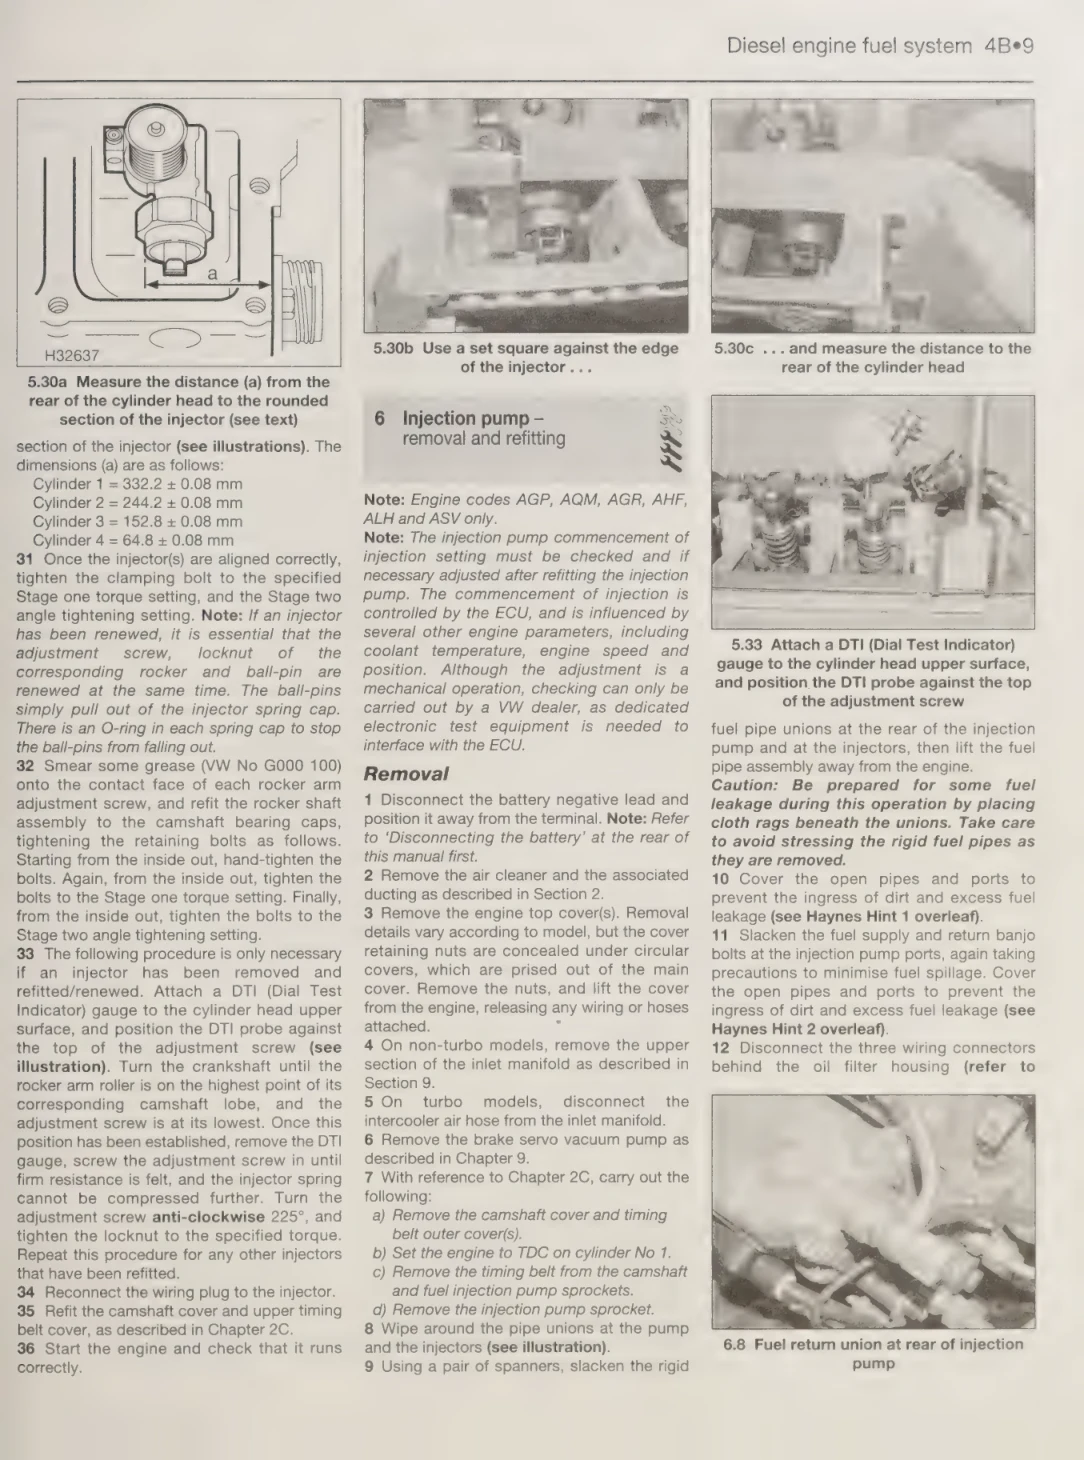 Diesel engine fuel system 4B•9
a
H32637
5.30a Measure the distance (a) from the
rear of the cylinder head to the rounded
section of the injector (see text)
section of the injector (see illustrations). The
dimensions (a) are as follows:
Cylinder 1 = 332.2 ± 0.08 mm
Cylinder 2 = 244.2 ± 0.08 mm
Cylinder 3 = 152.8 ± 0.08 mm
Cylinder 4 = 64.8 ± 0.08 mm
31 Once the injector(s) are aligned correctly,
tighten the clamping bolt to the specified
Stage one torque setting, and the Stage two
angle tightening setting. Note: If an injector
has been renewed, it is essential that the
adjustment screw, locknut of the
corresponding rocker and ball-pin are
renewed at the same time. The ball-pins
simply pull out of the injector spring cap.
There is an O-ring in each spring cap to stop
the ball-pins from falling out.
32 Smear some grease (VW No G000 100)
onto the contact face of each rocker arm
adjustment screw, and refit the rocker shaft
assembly to the camshaft bearing caps,
tightening the retaining bolts as follows.
Starting from the inside out, hand-tighten the
bolts. Again, from the inside out, tighten the
bolts to the Stage one torque setting. Finally,
from the inside out, tighten the bolts to the
Stage two angle tightening setting.
33 The following procedure is only necessary
if an injector has been removed and
refitted/renewed. Attach a DTI (Dial Test
Indicator) gauge to the cylinder head upper
surface, and position the DTI probe against
the top of the adjustment screw (see
illustration). Turn the crankshaft until the
rocker arm roller is on the highest point of its
corresponding camshaft lobe, and the
adjustment screw is at its lowest. Once this
position has been established, remove the DTI
gauge, screw the adjustment screw in until
firm resistance is felt, and the injector spring
cannot be compressed further. Turn the
adjustment screw anti-clockwise 225°, and
tighten the locknut to the specified torque.
Repeat this procedure for any other injectors
that have been refitted.
34 Reconnect the wiring plug to the injector.
35 Refit the camshaft cover and upper timing
belt cover, as described in Chapter 2C.
36 Start the engine and check that it runs
correctly.
5.30b Use a set square against the edge
of the injector . . .
6 Injection pump –
removal and refitting
Note: Engine codes AGP, AQM, AGR, AHF,
ALH and ASV only.
Note: The injection pump commencement of
injection setting must be checked and if
necessary adjusted after refitting the injection
pump. The commencement of injection is
controlled by the ECU, and is influenced by
several other engine parameters, including
coolant temperature, engine speed and
position. Although the adjustment is a
mechanical operation, checking can only be
carried out by a VW dealer, as dedicated
electronic test equipment is needed to
interface with the ECU.
Removal
1 Disconnect the battery negative lead and
position it away from the terminal. Note: Refer
to 'Disconnecting the battery' at the rear of
this manual first.
2 Remove the air cleaner and the associated
ducting as described in Section 2.
3 Remove the engine top cover(s). Removal
details vary according to model, but the cover
retaining nuts are concealed under circular
covers, which are prised out of the main
cover. Remove the nuts, and lift the cover
from the engine, releasing any wiring or hoses
attached.
4 On non-turbo models, remove the upper
section of the inlet manifold as described in
Section 9.
5 On turbo models, disconnect the
intercooler air hose from the inlet manifold.
6 Remove the brake servo vacuum pump as
described in Chapter 9.
7 With reference to Chapter 2C, carry out the
following:
a) Remove the camshaft cover and timing
belt outer cover(s).
b) Set the engine to TDC on cylinder No 1.
c) Remove the timing belt from the camshaft
and fuel injection pump sprockets.
d) Remove the injection pump sprocket.
8 Wipe around the pipe unions at the pump
and the injectors (see illustration).
9 Using a pair of spanners, slacken the rigid
5.30c . . . and measure the distance to the
rear of the cylinder head
5.33 Attach a DTI (Dial Test Indicator)
gauge to the cylinder head upper surface,
and position the DTI probe against the top
of the adjustment screw
fuel pipe unions at the rear of the injection
pump and at the injectors, then lift the fuel
pipe assembly away from the engine.
Caution: Be prepared for some fuel
leakage during this operation by placing
cloth rags beneath the unions. Take care
to avoid stressing the rigid fuel pipes as
they are removed.
10 Cover the open pipes and ports to
prevent the ingress of dirt and excess fuel
leakage (see Haynes Hint 1 overleaf).
11 Slacken the fuel supply and return banjo
bolts at the injection pump ports, again taking
precautions to minimise fuel spillage. Cover
the open pipes and ports to prevent the
ingress of dirt and excess fuel leakage (see
Haynes Hint 2 overleaf).
12 Disconnect the three wiring connectors
behind the oil filter housing (refer to
6.8 Fuel return union at rear of injection
pump